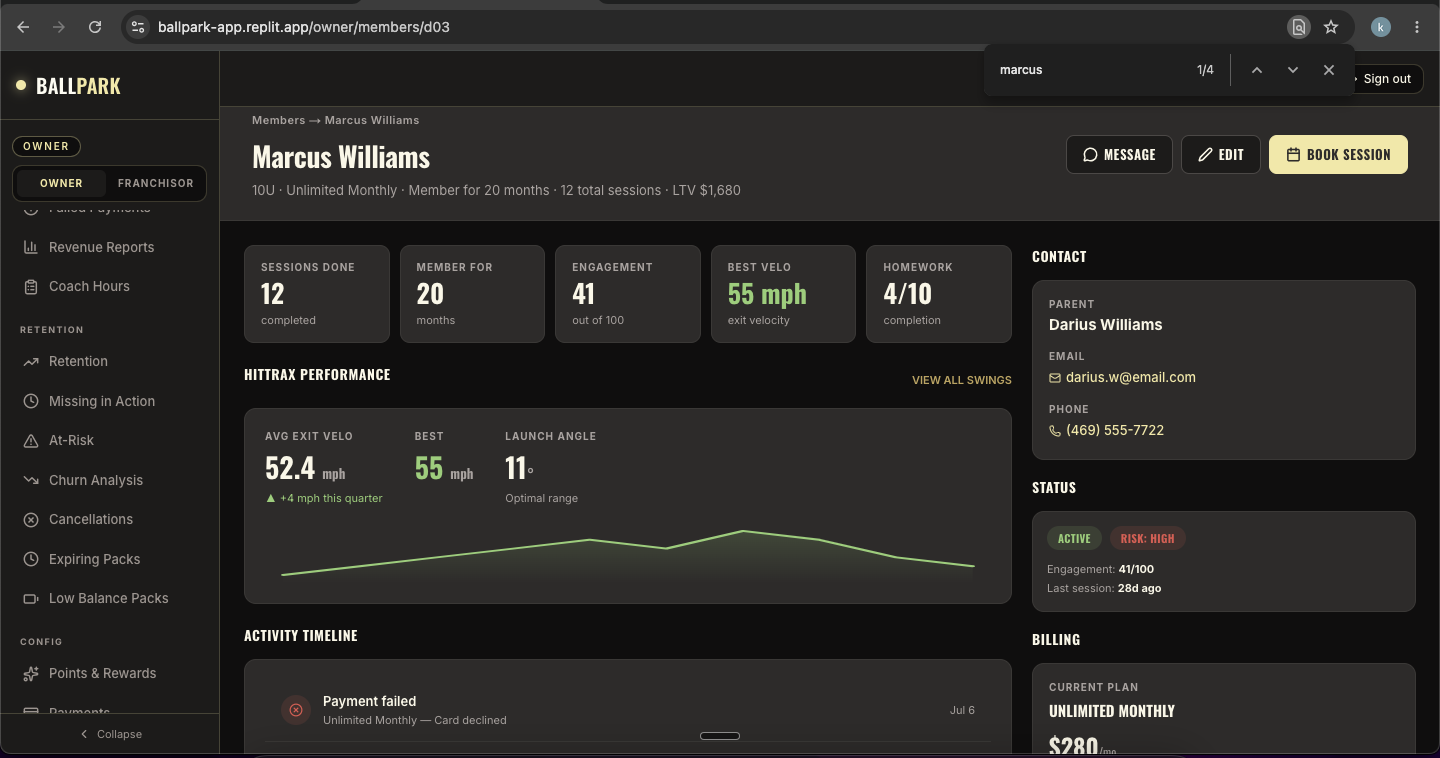 ballpark-app.replit.app/owner/members/d03
k
marcus
1/4
BALLPARK
Sign out
OWNER
OWNER
FRANCHISOR
Failed Payments
Revenue Reports
Coach Hours
RETENTION
Retention
Missing in Action
At-Risk
Churn Analysis
Cancellations
Expiring Packs
Low Balance Packs
CONFIG
Points & Rewards
Payments
Collapse
Members → Marcus Williams
Marcus Williams
10U · Unlimited Monthly · Member for 20 months · 12 total sessions · LTV $1,680
MESSAGE
EDIT
BOOK SESSION
SESSIONS DONE
12
completed
MEMBER FOR
20
months
ENGAGEMENT
41
out of 100
BEST VELO
55 mph
exit velocity
HOMEWORK
4/10
completion
HITTRAX PERFORMANCE
VIEW ALL SWINGS
AVG EXIT VELO
52.4 mph
▲ +4 mph this quarter
BEST
55 mph
LAUNCH ANGLE
11°
Optimal range
ACTIVITY TIMELINE
Payment failed
Unlimited Monthly — Card declined
Jul 6
CONTACT
PARENT
Darius Williams
EMAIL
darius.w@email.com
PHONE
(469) 555-7722
STATUS
ACTIVE
RISK: HIGH
Engagement: 41/100
Last session: 28d ago
BILLING
CURRENT PLAN
UNLIMITED MONTHLY
$280/mo